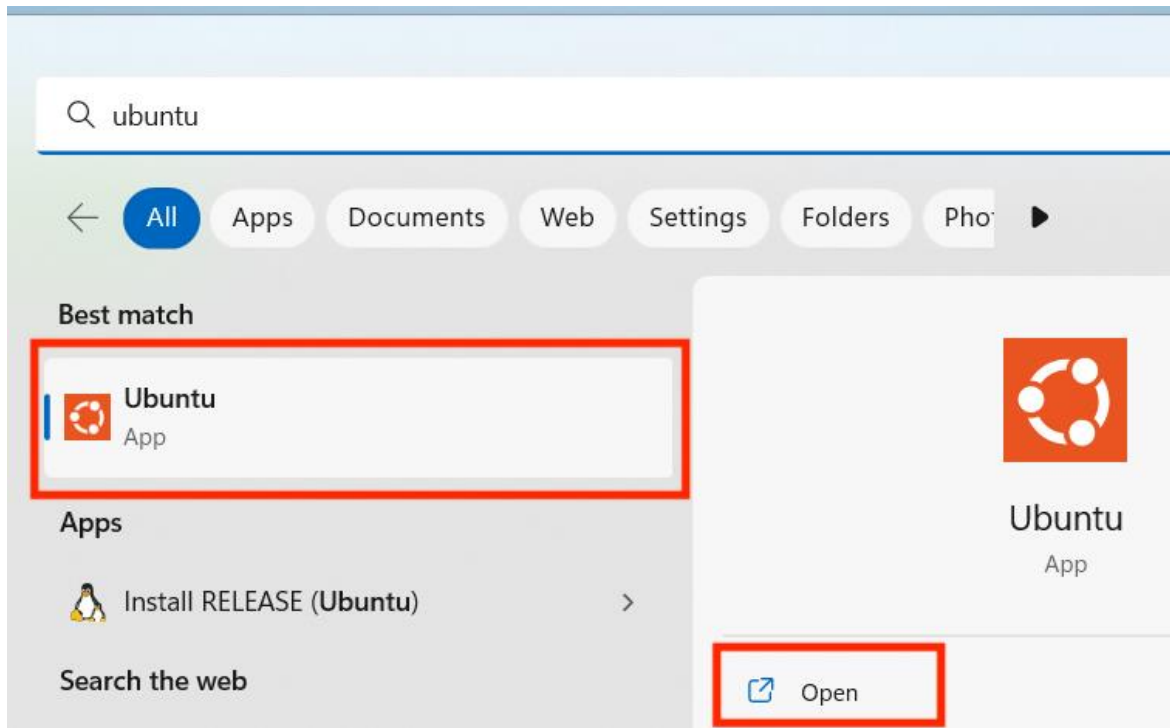 ubuntu
All Apps Documents Web Settings Folders Pho
Best match
Ubuntu
App
Apps
Install RELEASE (Ubuntu)
Search the web
Ubuntu
App
Open